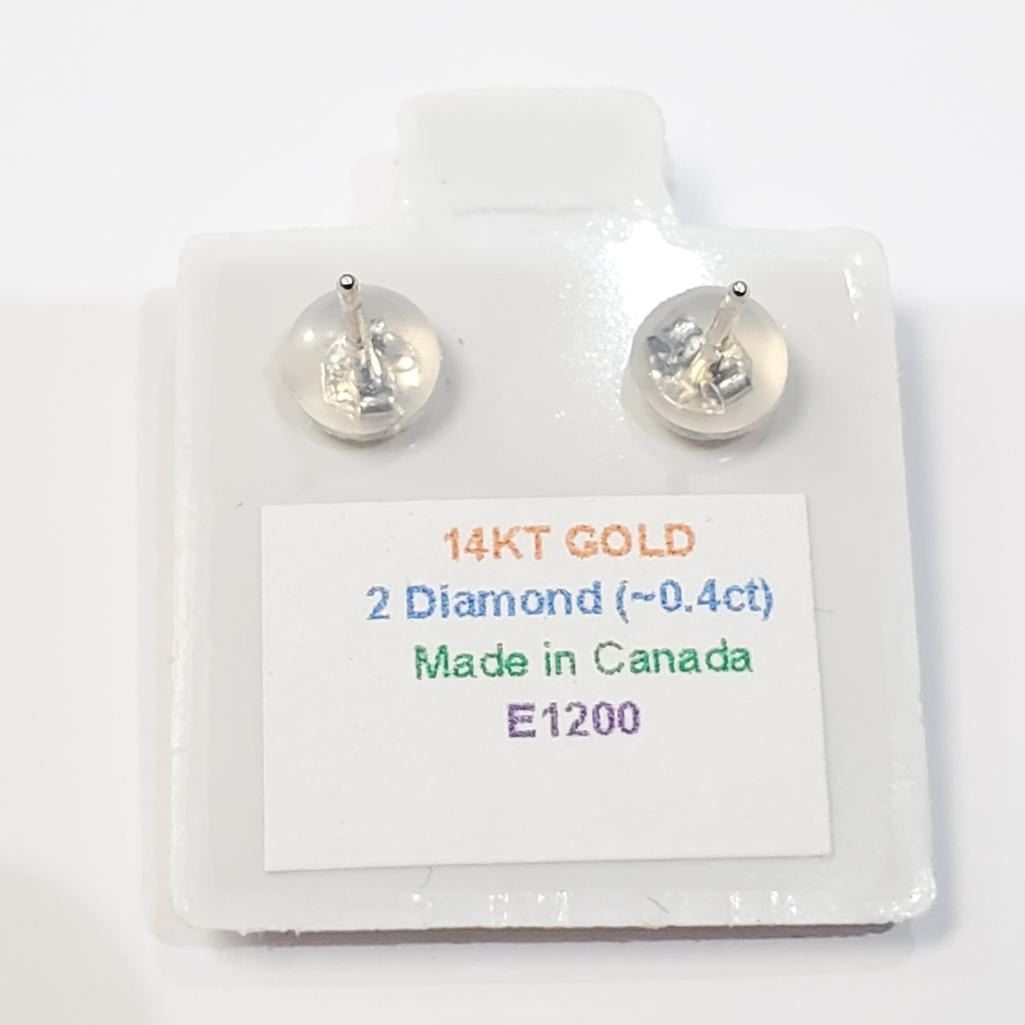 14KT GOLD
2 Diamond (~0.4ct)
Made in Canada
E1200